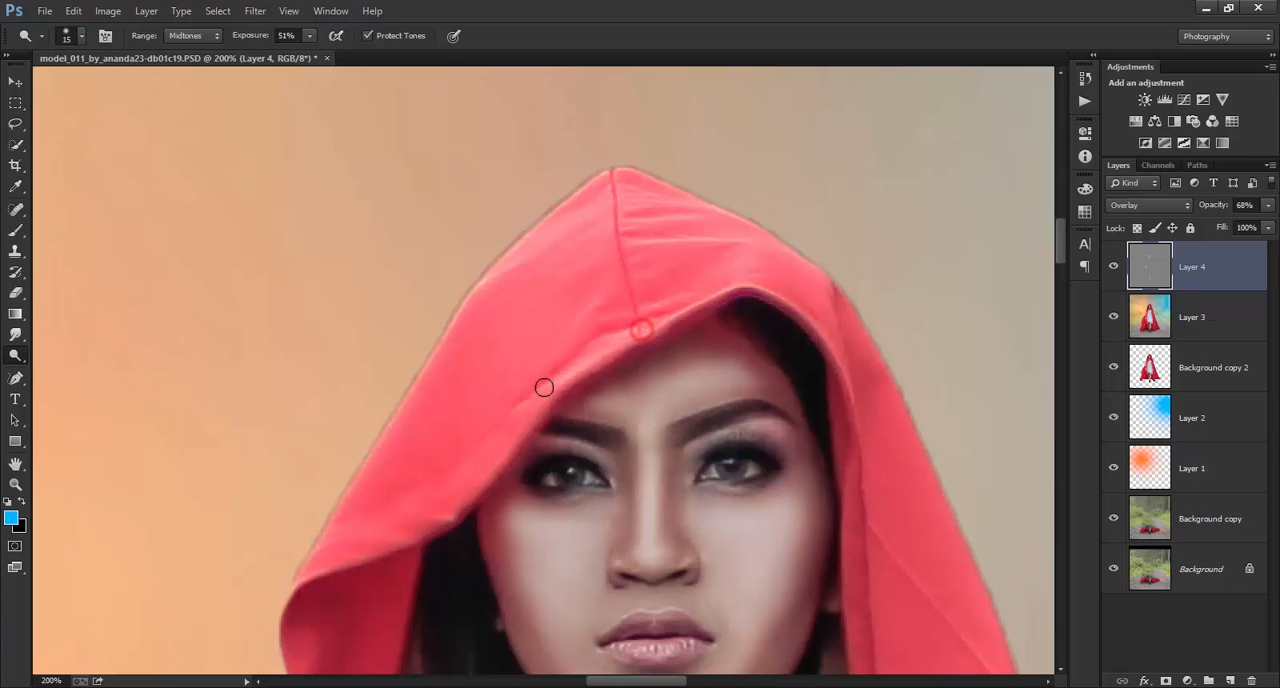 Ps File Edit Image Layer Type Select Filter View Window Help
15 Range: Midtones Exposure: 51% Protect Tones Photography
model_011_by_ananda23-db01c19.PSD @ 200% (Layer 4, RGB/8*) * ×
Adjustments
Add an adjustment
Layers Channels Paths
Kind
Overlay Opacity: 68%
Lock: Fill: 100%
Layer 4
Layer 3
Background copy 2
Layer 2
Layer 1
Background copy
Background
200%